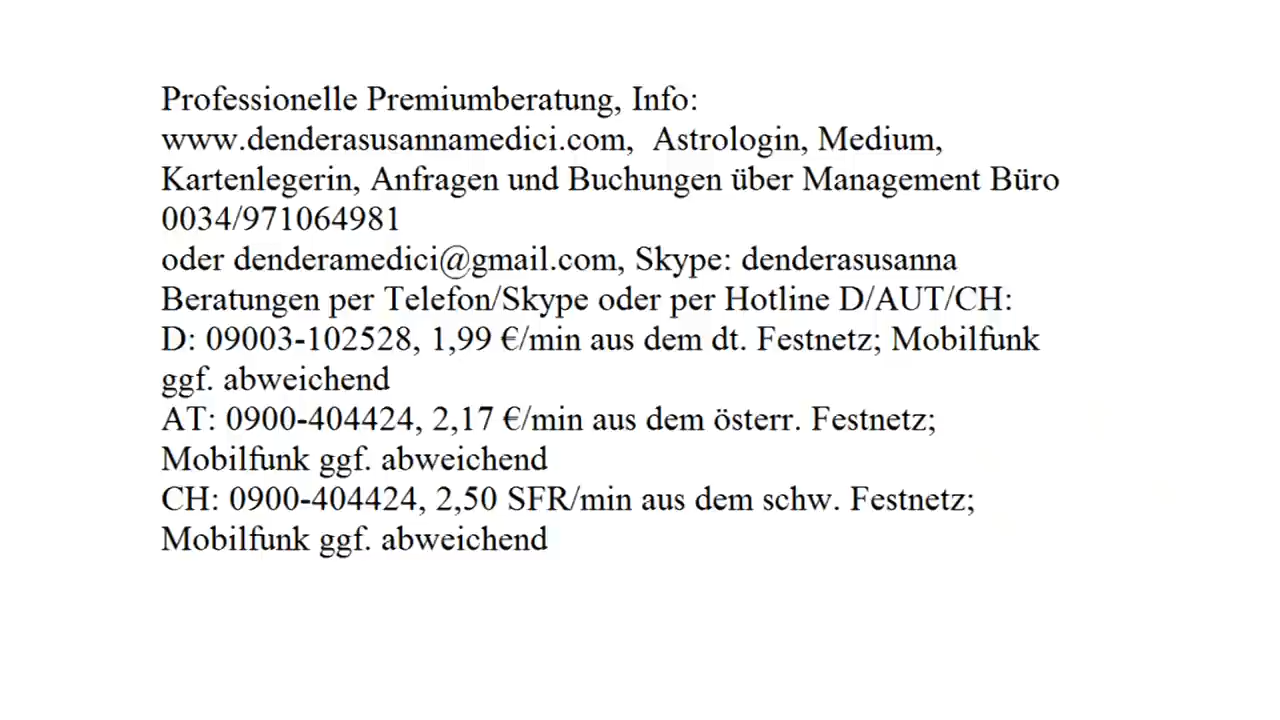 Professionelle Premiumberatung, Info:
www.denderasusannamedici.com,  Astrologin, Medium,
Kartenlegerin, Anfragen und Buchungen über Management Büro
0034/971064981
oder denderamedici@gmail.com, Skype: denderasusanna
Beratungen per Telefon/Skype oder per Hotline D/AUT/CH:
D: 09003-102528, 1,99 €/min aus dem dt. Festnetz; Mobilfunk
ggf. abweichend
AT: 0900-404424, 2,17 €/min aus dem österr. Festnetz;
Mobilfunk ggf. abweichend
CH: 0900-404424, 2,50 SFR/min aus dem schw. Festnetz;
Mobilfunk ggf. abweichend